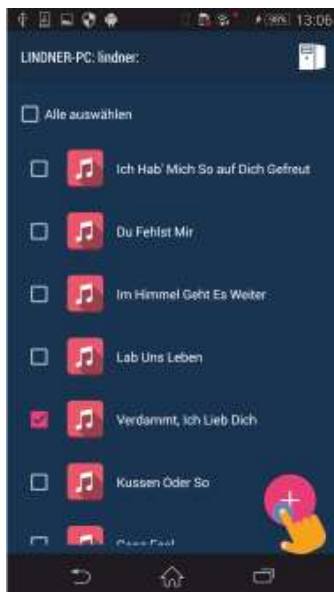 98% 13:06
LINDNER-PC: lindner:
Alle auswählen
Ich Hab' Mich So auf Dich Gefreut
Du Fehlst Mir
Im Himmel Geht Es Weiter
Lab Uns Leben
Verdammt, Ich Lieb Dich
Kussen Oder So